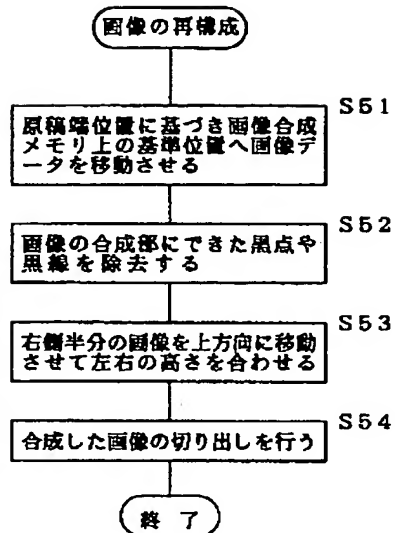 画像の再構成
S51
原稿端位置に基づき画像合成
メモリ上の基準位置へ画像デ
ータを移動させる
S52
画像の合成部にできた黒点や
黒線を除去する
S53
右側半分の画像を上方向に移動
させて左右の高さを合わせる
S54
合成した画像の切り出しを行う
終 了